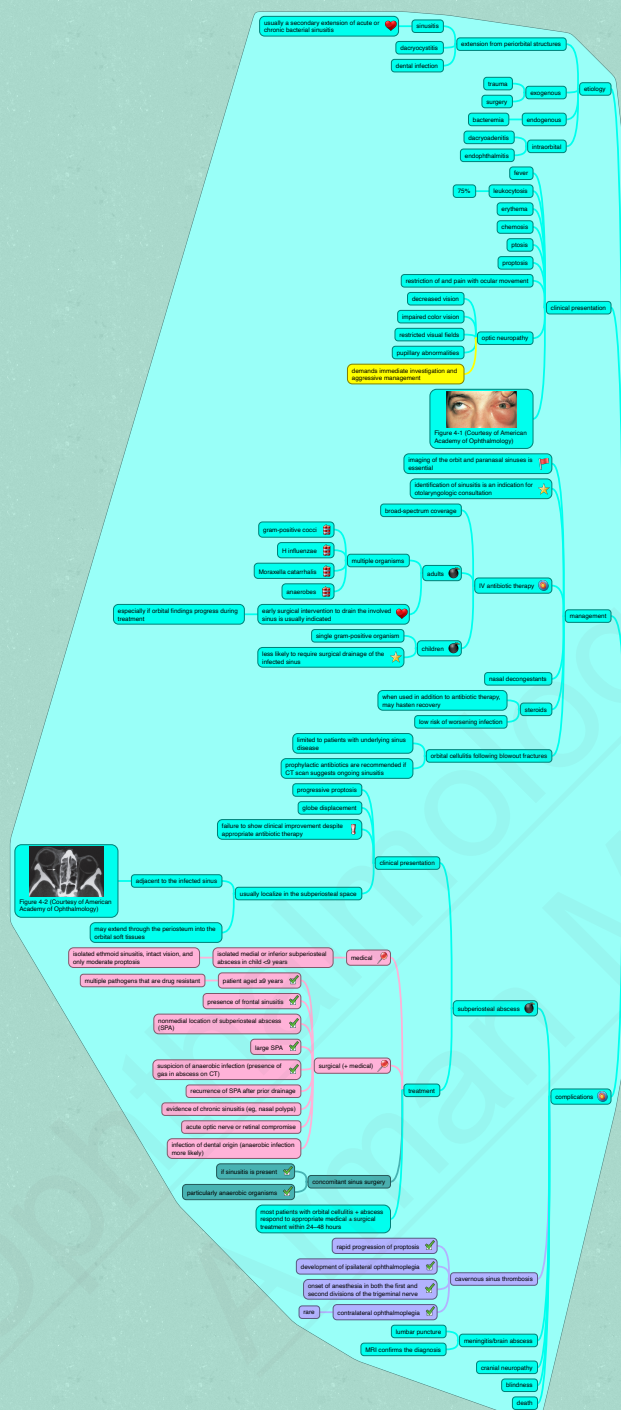 usually a secondary extension of acute or
chronic bacterial sinusitis
sinusitis
dacryocystitis
dental infection
extension from periorbital structures
trauma
surgery
exogenous
bacteremia
endogenous
dacryoadenitis
endophthalmitis
intraorbital
etiology
fever
75%
leukocytosis
erythema
chemosis
ptosis
proptosis
restriction of and pain with ocular movement
decreased vision
impaired color vision
restricted visual fields
pupillary abnormalities
demands immediate investigation and
aggressive management
optic neuropathy
Figure 4-1 (Courtesy of American
Academy of Ophthalmology)
clinical presentation
imaging of the orbit and paranasal sinuses is
essential
identification of sinusitis is an indication for
otolaryngologic consultation
broad-spectrum coverage
gram-positive cocci
H influenzae
Moraxella catarrhalis
anaerobes
multiple organisms
especially if orbital findings progress during
treatment
early surgical intervention to drain the involved
sinus is usually indicated
adults
single gram-positive organism
less likely to require surgical drainage of the
infected sinus
children
IV antibiotic therapy
nasal decongestants
when used in addition to antibiotic therapy,
may hasten recovery
low risk of worsening infection
steroids
limited to patients with underlying sinus
disease
prophylactic antibiotics are recommended if
CT scan suggests ongoing sinusitis
orbital cellulitis following blowout fractures
management
progressive proptosis
globe displacement
failure to show clinical improvement despite
appropriate antibiotic therapy
Figure 4-2 (Courtesy of American
Academy of Ophthalmology)
adjacent to the infected sinus
may extend through the periosteum into the
orbital soft tissues
usually localize in the subperiosteal space
clinical presentation
isolated ethmoid sinusitis, intact vision, and
only moderate proptosis
isolated medial or inferior subperiosteal
abscess in child <9 years
medical
multiple pathogens that are drug resistant
patient aged ≥9 years
presence of frontal sinusitis
nonmedial location of subperiosteal abscess
(SPA)
large SPA
suspicion of anaerobic infection (presence of
gas in abscess on CT)
recurrence of SPA after prior drainage
evidence of chronic sinusitis (eg, nasal polyps)
acute optic nerve or retinal compromise
infection of dental origin (anaerobic infection
more likely)
surgical (+ medical)
if sinusitis is present
particularly anaerobic organisms
concomitant sinus surgery
most patients with orbital cellulitis + abscess
respond to appropriate medical ± surgical
treatment within 24–48 hours
treatment
subperiosteal abscess
rapid progression of proptosis
development of ipsilateral ophthalmoplegia
onset of anesthesia in both the first and
second divisions of the trigeminal nerve
rare
contralateral ophthalmoplegia
cavernous sinus thrombosis
lumbar puncture
MRI confirms the diagnosis
meningitis/brain abscess
cranial neuropathy
blindness
death
complications